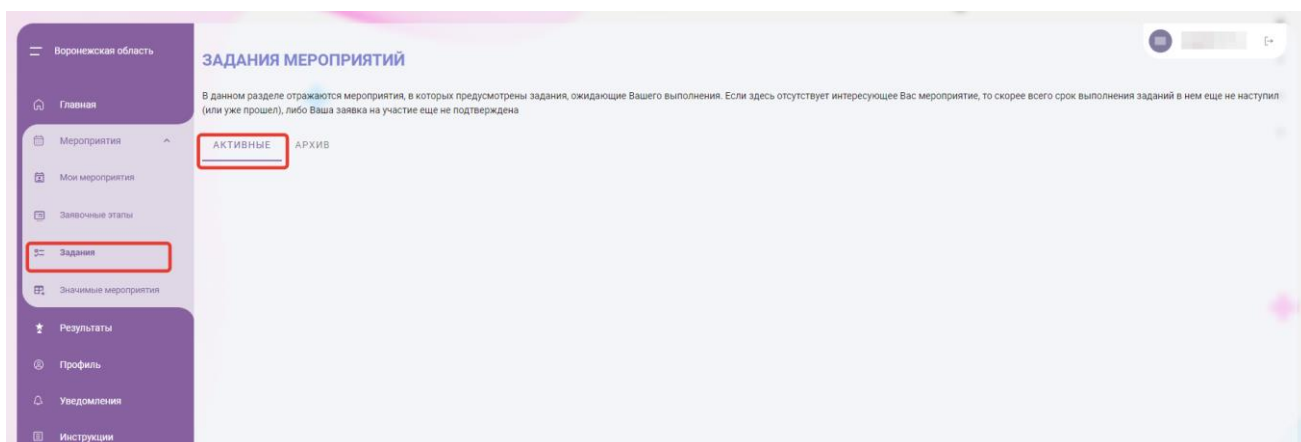 Воронежская область
Главная
Мероприятия
Мои мероприятия
Заявочные этапы
Задания
Значимые мероприятия
Результаты
Профиль
Уведомления
Инструкции
ЗАДАНИЯ МЕРОПРИЯТИЙ
В данном разделе отражаются мероприятия, в которых предусмотрены задания, ожидающие Вашего выполнения. Если здесь отсутствует интересующее Вас мероприятие, то скорее всего срок выполнения заданий в нем еще не наступил
(или уже прошел), либо Ваша заявка на участие еще не подтверждена
АКТИВНЫЕ АРХИВ